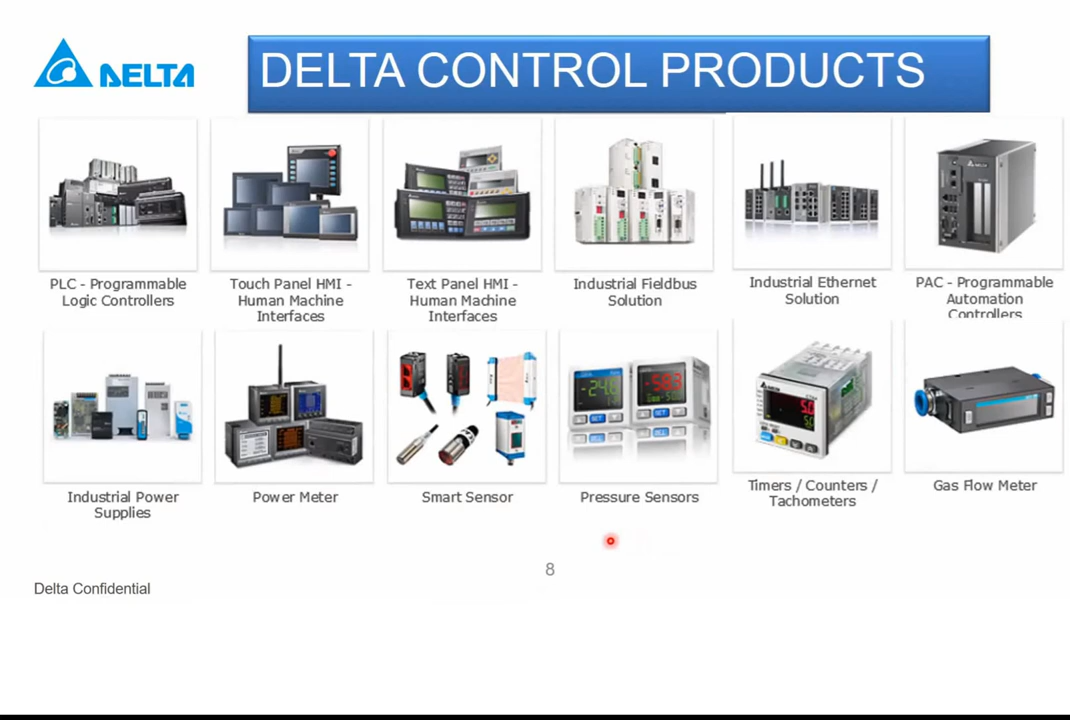 DELTA
DELTA CONTROL PRODUCTS
PLC - Programmable
Logic Controllers
Touch Panel HMI -
Human Machine
Interfaces
Text Panel HMI -
Human Machine
Interfaces
Industrial Fieldbus
Solution
Industrial Ethernet
Solution
PAC - Programmable
Automation
Controllers
Industrial Power
Supplies
Power Meter
Smart Sensor
Pressure Sensors
Timers / Counters /
Tachometers
Gas Flow Meter
8
Delta Confidential